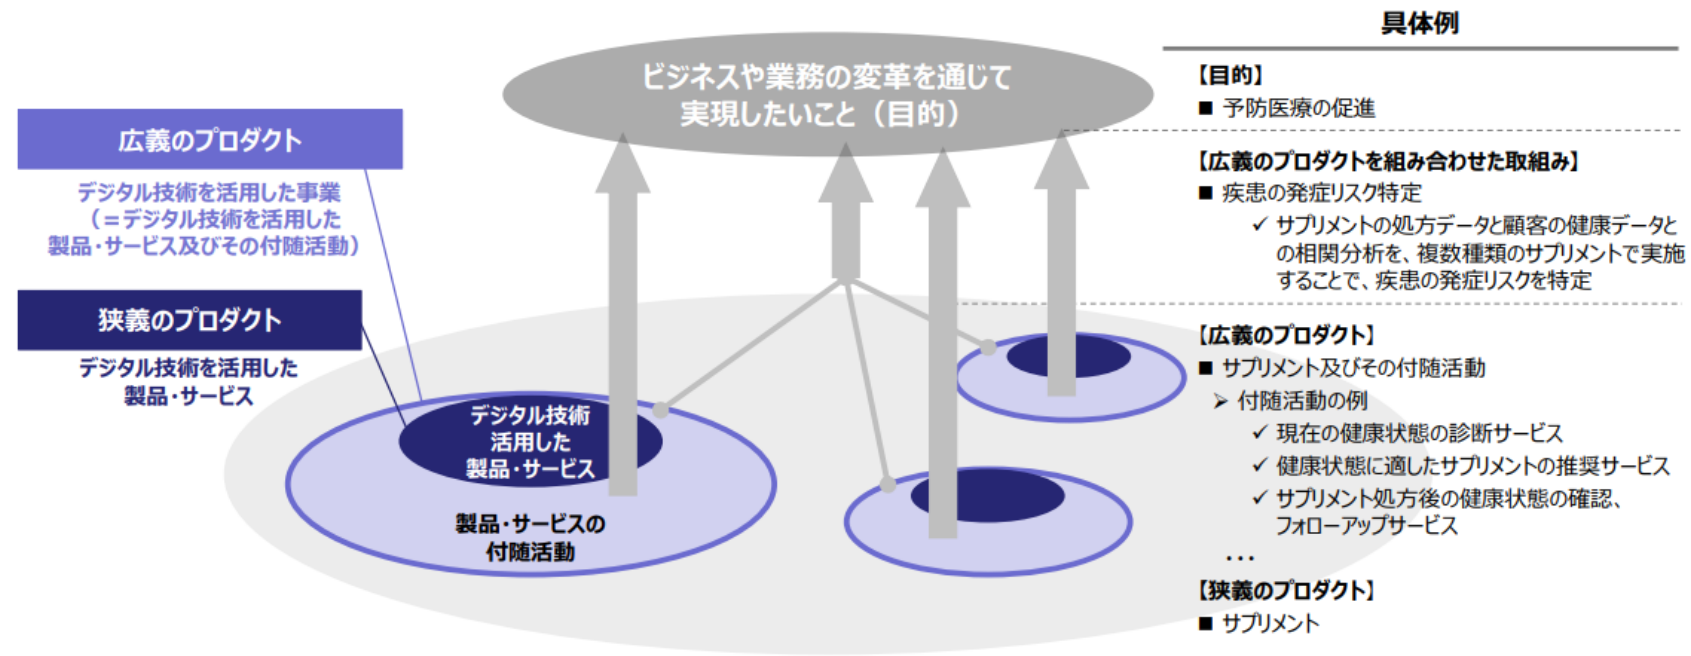 具体例
ビジネスや業務の変革を通じて
実現したいこと（目的）
広義のプロダクト
デジタル技術を活用した事業
（＝デジタル技術を活用した
製品・サービス及びその付随活動）
狭義のプロダクト
デジタル技術を活用した
製品・サービス
デジタル技術
活用した
製品・サービス
製品・サービスの
付随活動
【目的】
■ 予防医療の促進
【広義のプロダクトを組み合わせた取組み】
■ 疾患の発症リスク特定
✓ サプリメントの処方データと顧客の健康データと
の相関分析を、複数種類のサプリメントで実施
することで、疾患の発症リスクを特定
【広義のプロダクト】
■ サプリメント及びその付随活動
➢ 付随活動の例
✓ 現在の健康状態の診断サービス
✓ 健康状態に適したサプリメントの推奨サービス
✓ サプリメント処方後の健康状態の確認、
フォローアップサービス
・・・
【狭義のプロダクト】
■ サプリメント